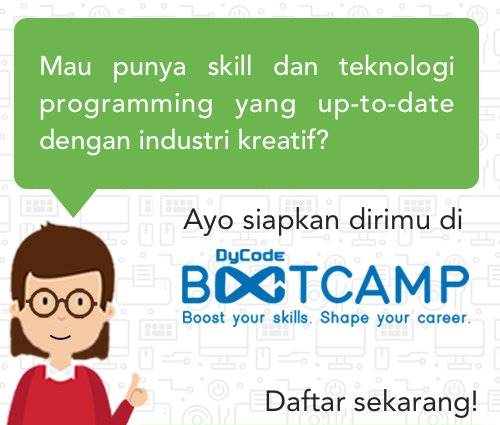 Mau punya skill dan teknologi
programming yang up-to-date
dengan industri kreatif?
Ayo siapkan dirimu di
DyCode
BOOTCAMP
Boost your skills. Shape your career.
Daftar sekarang!